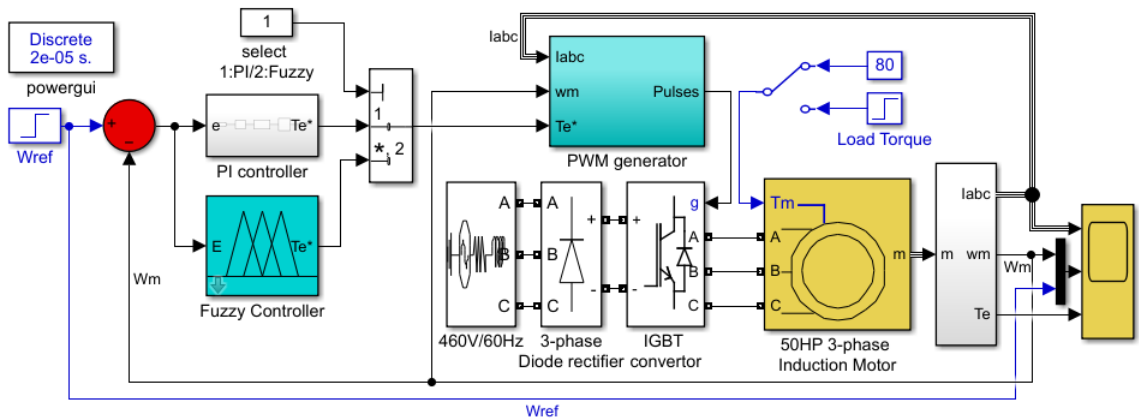 Discrete
2e-05 s.
powergui
1
select
1:PI/2:Fuzzy
Iabc
Iabc
wm
Te*
Pulses
PWM generator
80
Load Torque
Wref
+
-
e
Te*
PI controller
1
*, 2
E
Te*
Fuzzy Controller
Wm
A
B
C
460V/60Hz
A
B
C
+
-
3-phase
Diode rectifier
+
-
g
A
B
C
IGBT
convertor
Tm
A
B
C
m
50HP 3-phase
Induction Motor
m
Iabc
wm
Te
Wm
Wref